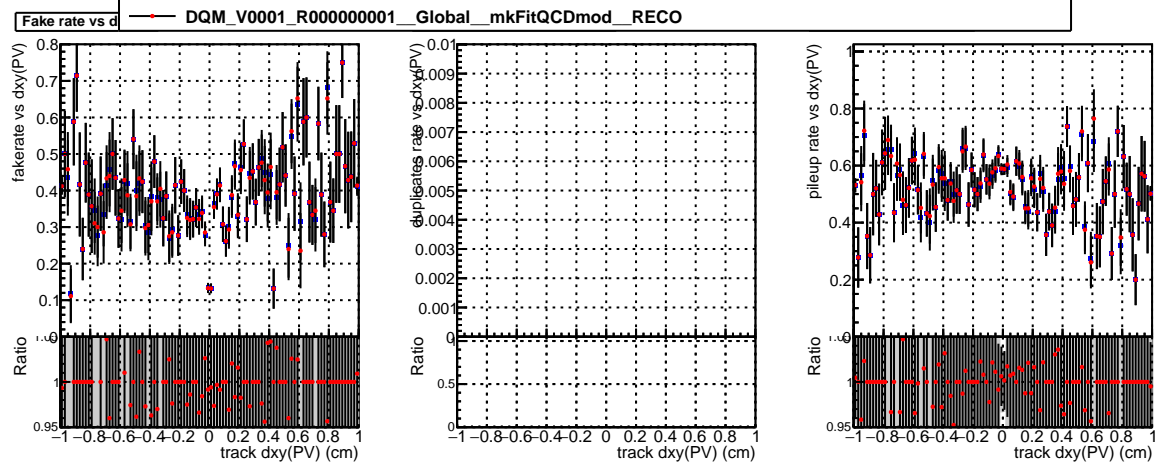 Fake rate vs d
DQM_V0001_R000000001__Global__mkFitQCDmod__RECO
fakerate vs dxy(PV)
0.8
0.7
0.6
0.5
0.4
0.3
0.2
0.1
0
Ratio
1
0.95
−1 −0.8 −0.6 −0.4 −0.2 0 0.2 0.4 0.6 0.8 1
track dxy(PV) (cm)
duplicates rate vs dxy(PV)
0.01
0.009
0.008
0.007
0.006
0.005
0.004
0.003
0.002
0.001
0
Ratio
1
0.5
0
−1 −0.8 −0.6 −0.4 −0.2 0 0.2 0.4 0.6 0.8 1
track dxy(PV) (cm)
pileup rate vs dxy(PV)
1
0.8
0.6
0.4
0.2
0
Ratio
1
0.95
−1 −0.8 −0.6 −0.4 −0.2 0 0.2 0.4 0.6 0.8 1
track dxy(PV) (cm)